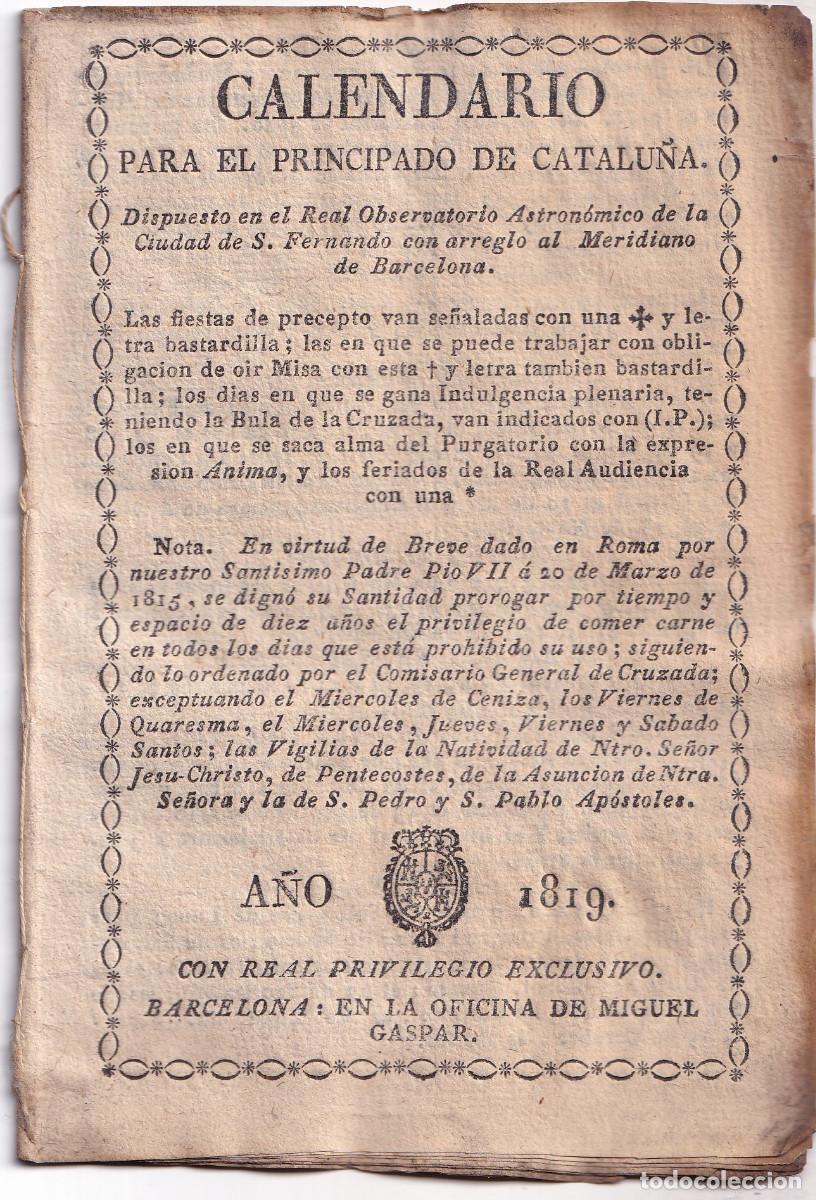 CALENDARIO
PARA EL PRINCIPADO DE CATALUÑA.
Dispuesto en el Real Observatorio Astronómico de la
Ciudad de S. Fernando con arreglo al Meridiano
de Barcelona.
Las fiestas de precepto van señaladas con una ✠ y le-
tra bastardilla; las en que se puede trabajar con obli-
gacion de oir Misa con esta † y letra tambien bastardi-
lla; los dias en que se gana Indulgencia plenaria, te-
niendo la Bula de la Cruzada, van indicados con (I.P.);
los en que se saca alma del Purgatorio con la expre-
sion Anima, y los feriados de la Real Audiencia
con una *
Nota. En virtud de Breve dado en Roma por
nuestro Santisimo Padre Pio VII á 20 de Marzo de
1815, se dignó su Santidad prorogar por tiempo y
espacio de diez años el privilegio de comer carne
en todos los dias que está prohibido su uso; siguien-
do lo ordenado por el Comisario General de Cruzada;
exceptuando el Miercoles de Ceniza, los Viernes de
Quaresma, el Miercoles, Jueves, Viernes y Sabado
Santos; las Vigilias de la Natividad de Ntro. Señor
Jesu-Christo, de Pentecostes, de la Asuncion de Ntra.
Señora y la de S. Pedro y S. Pablo Apóstoles.
AÑO 1819.
CON REAL PRIVILEGIO EXCLUSIVO.
BARCELONA: EN LA OFICINA DE MIGUEL
GASPAR.
todocoleccion